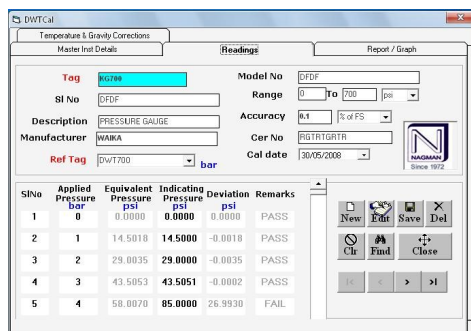 DWTCal
Temperature & Gravity Corrections
Master Inst Details Readings Report / Graph
Tag KG700 Model No DFDF
Sl No DFDF Range 0 To 700 psi
Description PRESSURE GAUGE Accuracy 0.1 % of FS
Manufacturer WAIKA Cer No RGTRTGRTR
Ref Tag DWT700 bar Cal date 30/05/2008
N
NAGMAN
Since 1972
SlNo Applied Pressure bar Equivalent Pressure psi Indicating Pressure psi Deviation psi Remarks
1 0 0.0000 0.0000 0.0000 PASS
2 1 14.5018 14.5000 -0.0018 PASS
3 2 29.0035 29.0000 -0.0035 PASS
4 3 43.5053 43.5051 -0.0002 PASS
5 4 58.0070 85.0000 26.9930 FAIL
New Edit Save Del
Clr Find Close